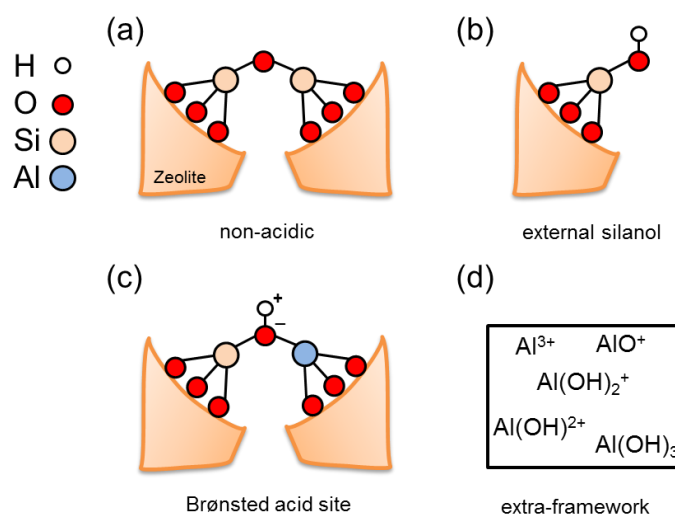 (a)
(b)
H
O
Si
Al
Zeolite
non-acidic
external silanol
(c)
(d)
+
−
Al³⁺ AlO⁺
Al(OH)₂⁺
Al(OH)²⁺
Al(OH)₃
Brønsted acid site
extra-framework